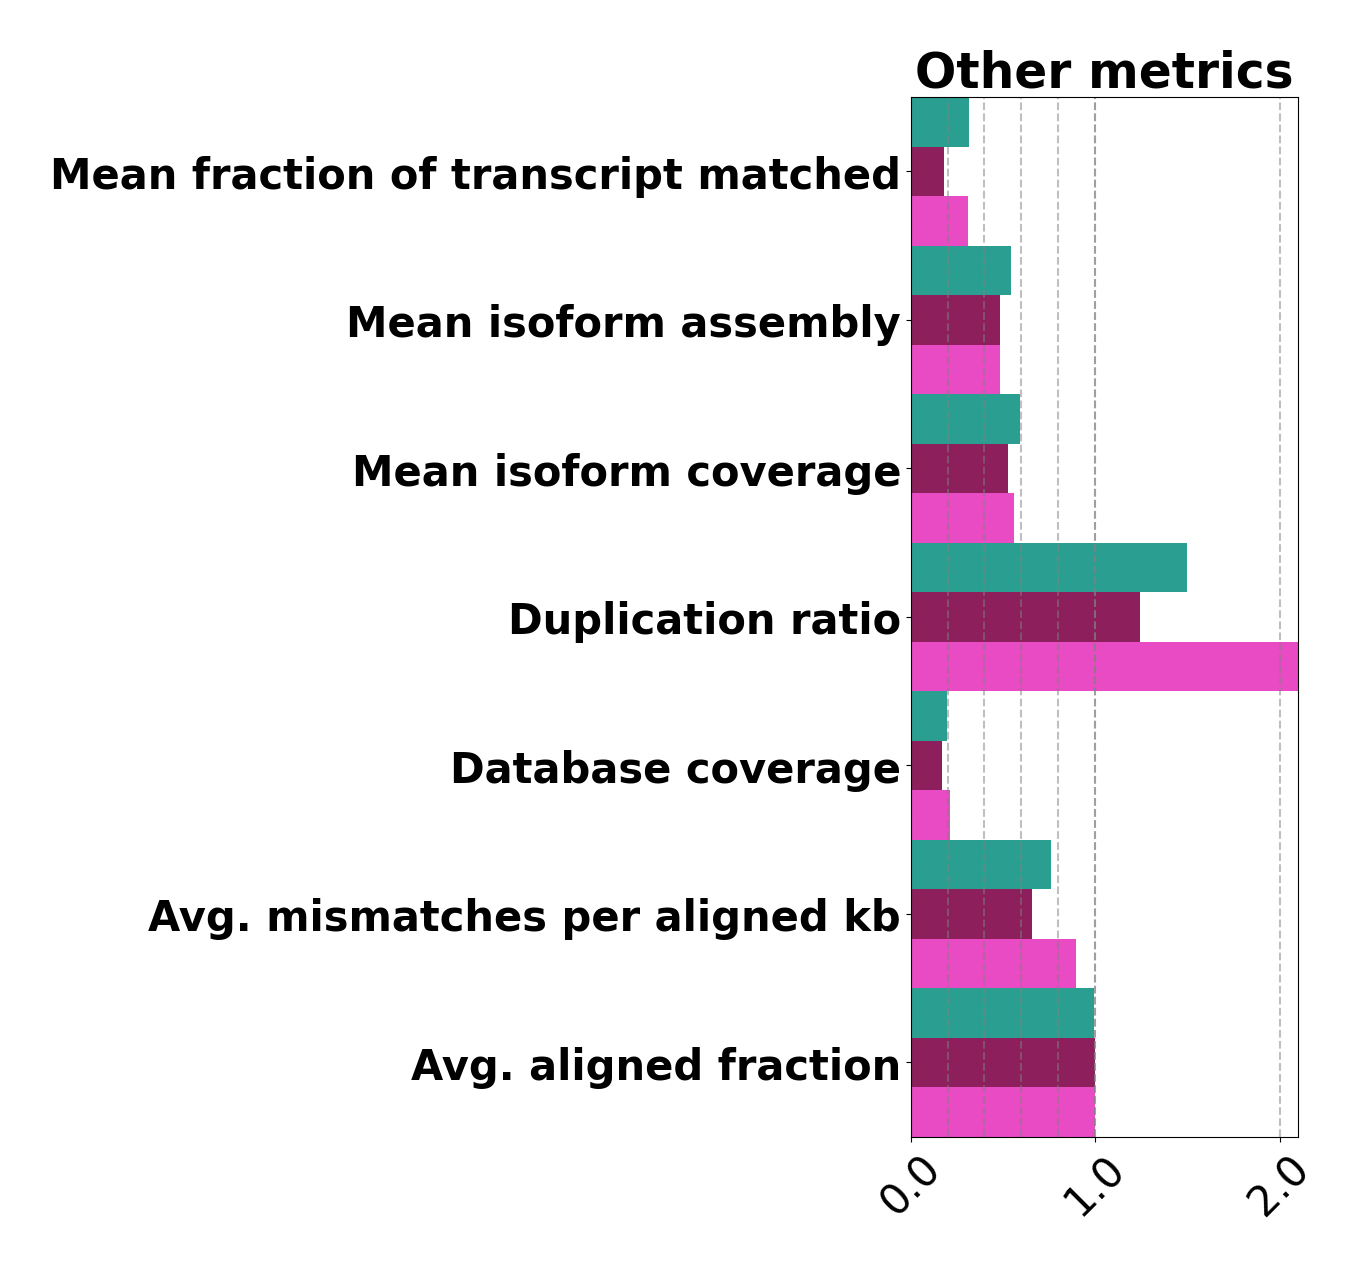 Other metrics
Mean fraction of transcript matched
Mean isoform assembly
Mean isoform coverage
Duplication ratio
Database coverage
Avg. mismatches per aligned kb
Avg. aligned fraction
0.0 1.0 2.0